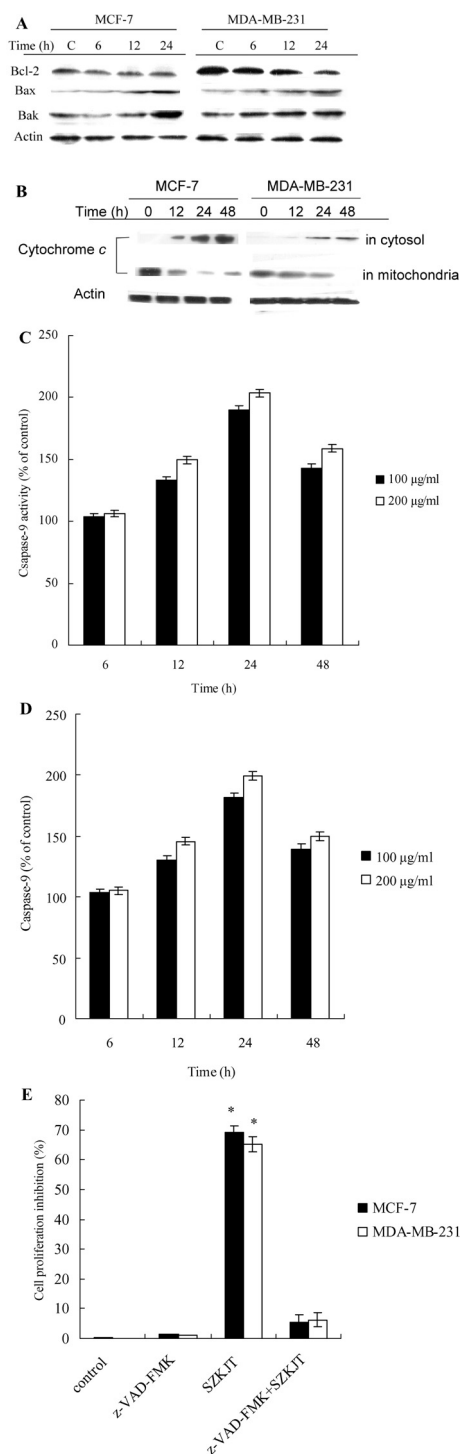 A
MCF-7 MDA-MB-231
Time (h) C 6 12 24 C 6 12 24
Bcl-2
Bax
Bak
Actin
B
MCF-7 MDA-MB-231
Time (h) 0 12 24 48 0 12 24 48
Cytochrome c
in cytosol
in mitochondria
Actin
C
250
200
150
100
50
0
Csapase-9 activity (% of control)
100 µg/ml
200 µg/ml
6 12 24 48
Time (h)
D
250
200
150
100
50
0
Caspase-9 (% of control)
100 µg/ml
200 µg/ml
6 12 24 48
Time (h)
E
80
70
60
50
40
30
20
10
0
Cell proliferation inhibition (%)
* *
MCF-7
MDA-MB-231
control z-VAD-FMK SZKJT z-VAD-FMK+SZKJT